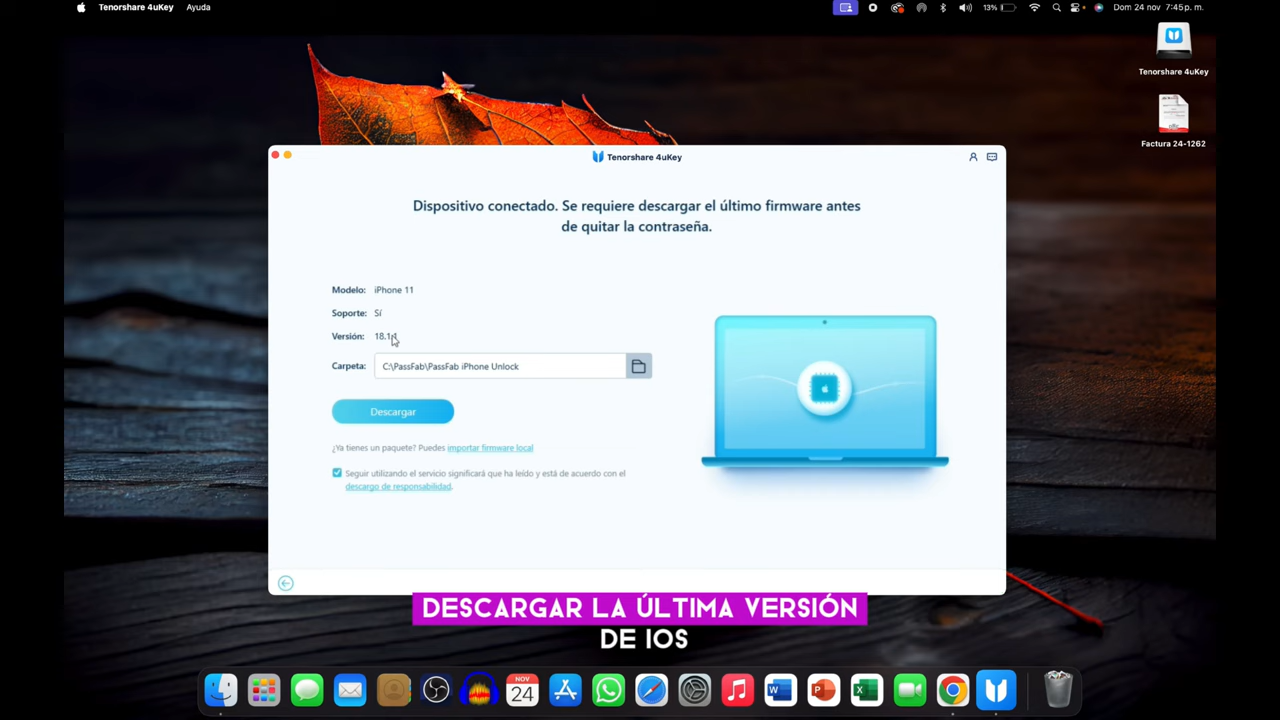 Tenorshare 4uKey Ayuda 13% Dom 24 nov 7:45 p. m.
Tenorshare 4uKey
Factura 24-1262
Tenorshare 4uKey
Dispositivo conectado. Se requiere descargar el último firmware antes
de quitar la contraseña.
Modelo: iPhone 11
Soporte: Sí
Versión: 18.1.1
Carpeta: C:\PassFab\PassFab iPhone Unlock
Descargar
¿Ya tienes un paquete? Puedes importar firmware local
Seguir utilizando el servicio significará que ha leído y está de acuerdo con el
descargo de responsabilidad.
DESCARGAR LA ÚLTIMA VERSIÓN
DE IOS
NOV
24